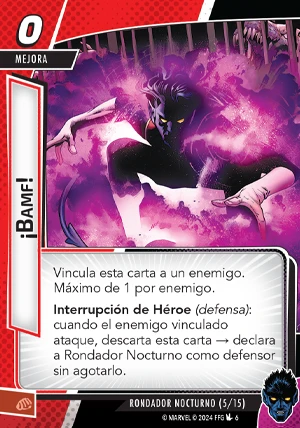 0
MEJORA
¡BAMF!
Vincula esta carta a un enemigo.
Máximo de 1 por enemigo.
Interrupción de Héroe (defensa):
cuando el enemigo vinculado
ataque, descarta esta carta → declara
a Rondador Nocturno como defensor
sin agotarlo.
RONDADOR NOCTURNO (5/15)
© MARVEL © 2024 FFG 6